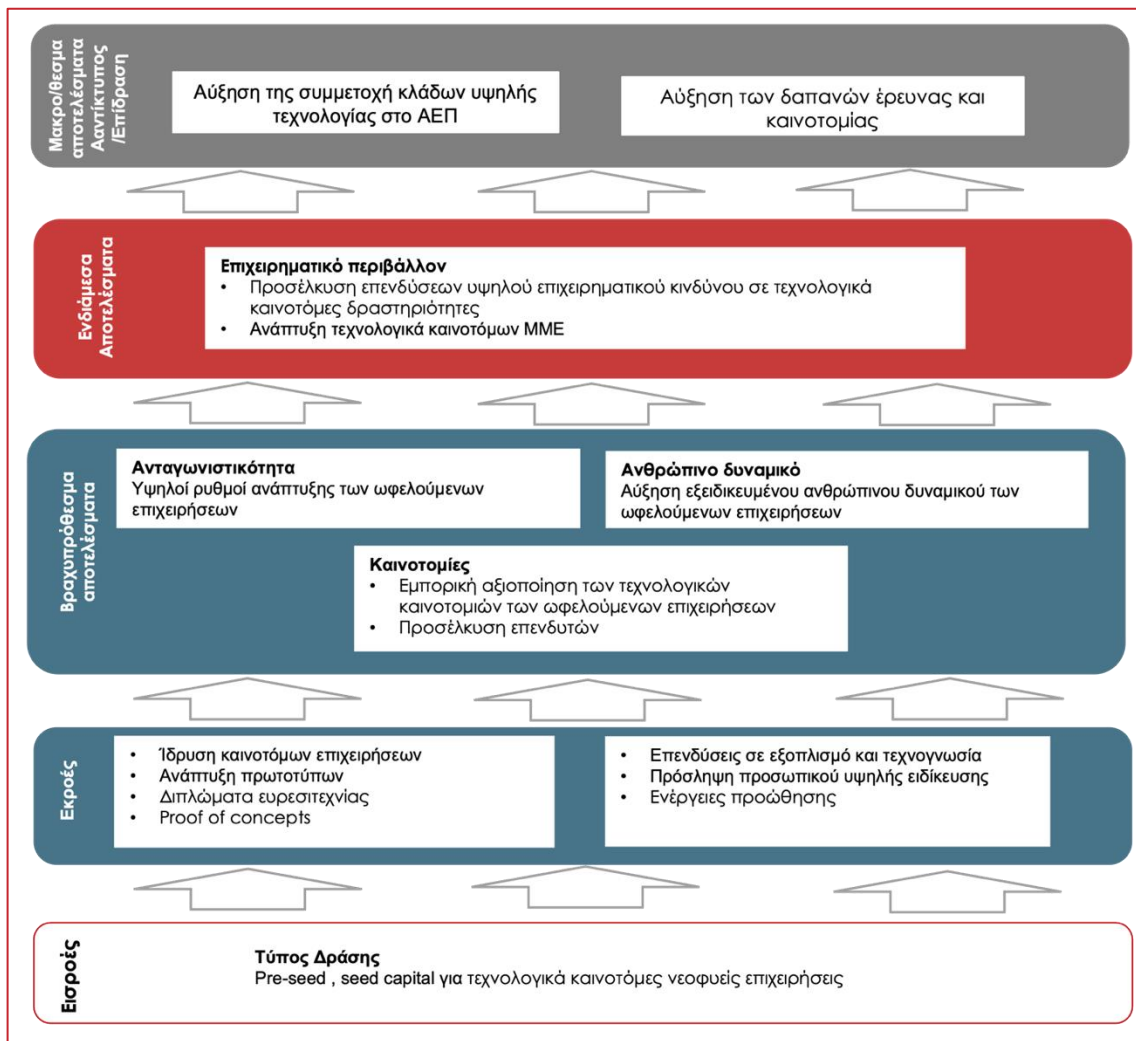 Μακρο/θεσμα
αποτελέσματα
Ααντίκτυπος
/Επίδραση
Αύξηση της συμμετοχή κλάδων υψηλής
τεχνολογίας στο ΑΕΠ
Αύξηση των δαπανών έρευνας και
καινοτομίας
Ενδιάμεσα
Αποτελέσματα
Επιχειρηματικό περιβάλλον
• Προσέλκυση επενδύσεων υψηλού επιχειρηματικού κινδύνου σε τεχνολογικά
καινοτόμες δραστηριότητες
• Ανάπτυξη τεχνολογικά καινοτόμων ΜΜΕ
Βραχυπρόθεσμα
αποτελέσματα
Ανταγωνιστικότητα
Υψηλοί ρυθμοί ανάπτυξης των ωφελούμενων
επιχειρήσεων
Ανθρώπινο δυναμικό
Αύξηση εξειδικευμένου ανθρώπινου δυναμικού των
ωφελούμενων επιχειρήσεων
Καινοτομίες
• Εμπορική αξιοποίηση των τεχνολογικών
καινοτομιών των ωφελούμενων επιχειρήσεων
• Προσέλκυση επενδυτών
Εκροές
• Ίδρυση καινοτόμων επιχειρήσεων
• Ανάπτυξη πρωτοτύπων
• Διπλώματα ευρεσιτεχνίας
• Proof of concepts
• Επενδύσεις σε εξοπλισμό και τεχνογνωσία
• Πρόσληψη προσωπικού υψηλής ειδίκευσης
• Ενέργειες προώθησης
Εισροές
Τύπος Δράσης
Pre-seed , seed capital για τεχνολογικά καινοτόμες νεοφυείς επιχειρήσεις